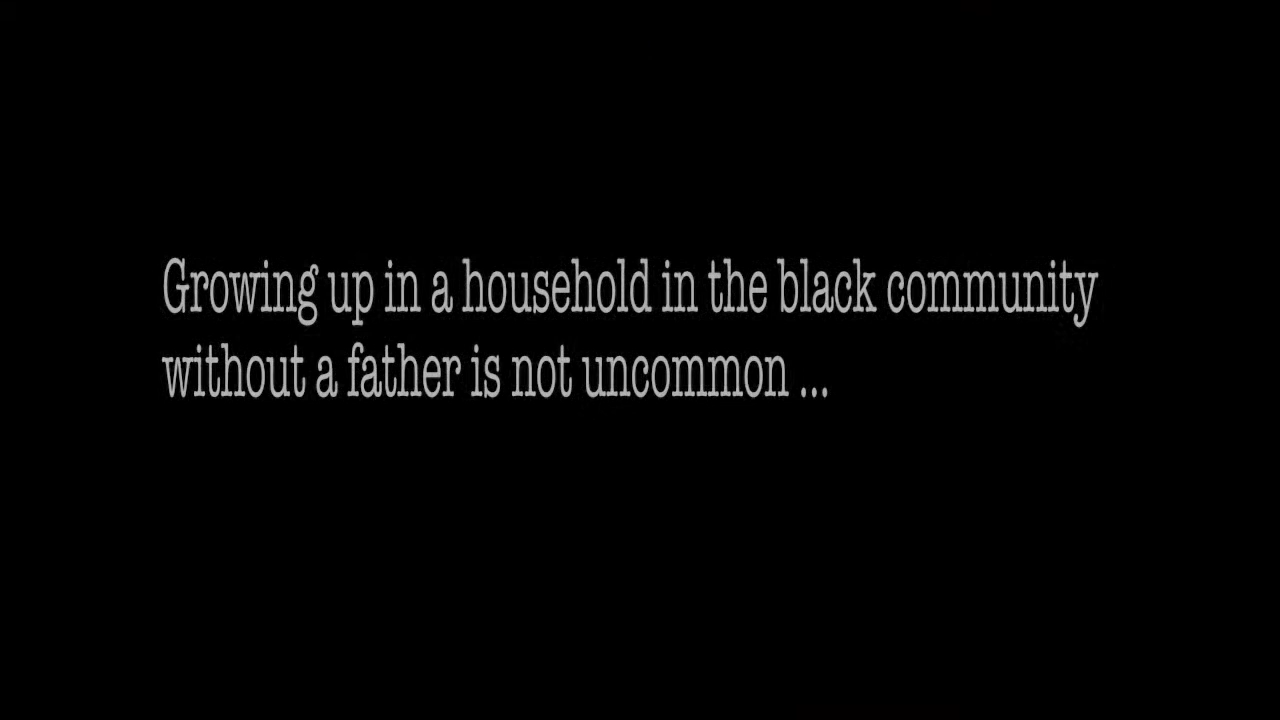 Growing up in a household in the black community
without a father is not uncommon ...